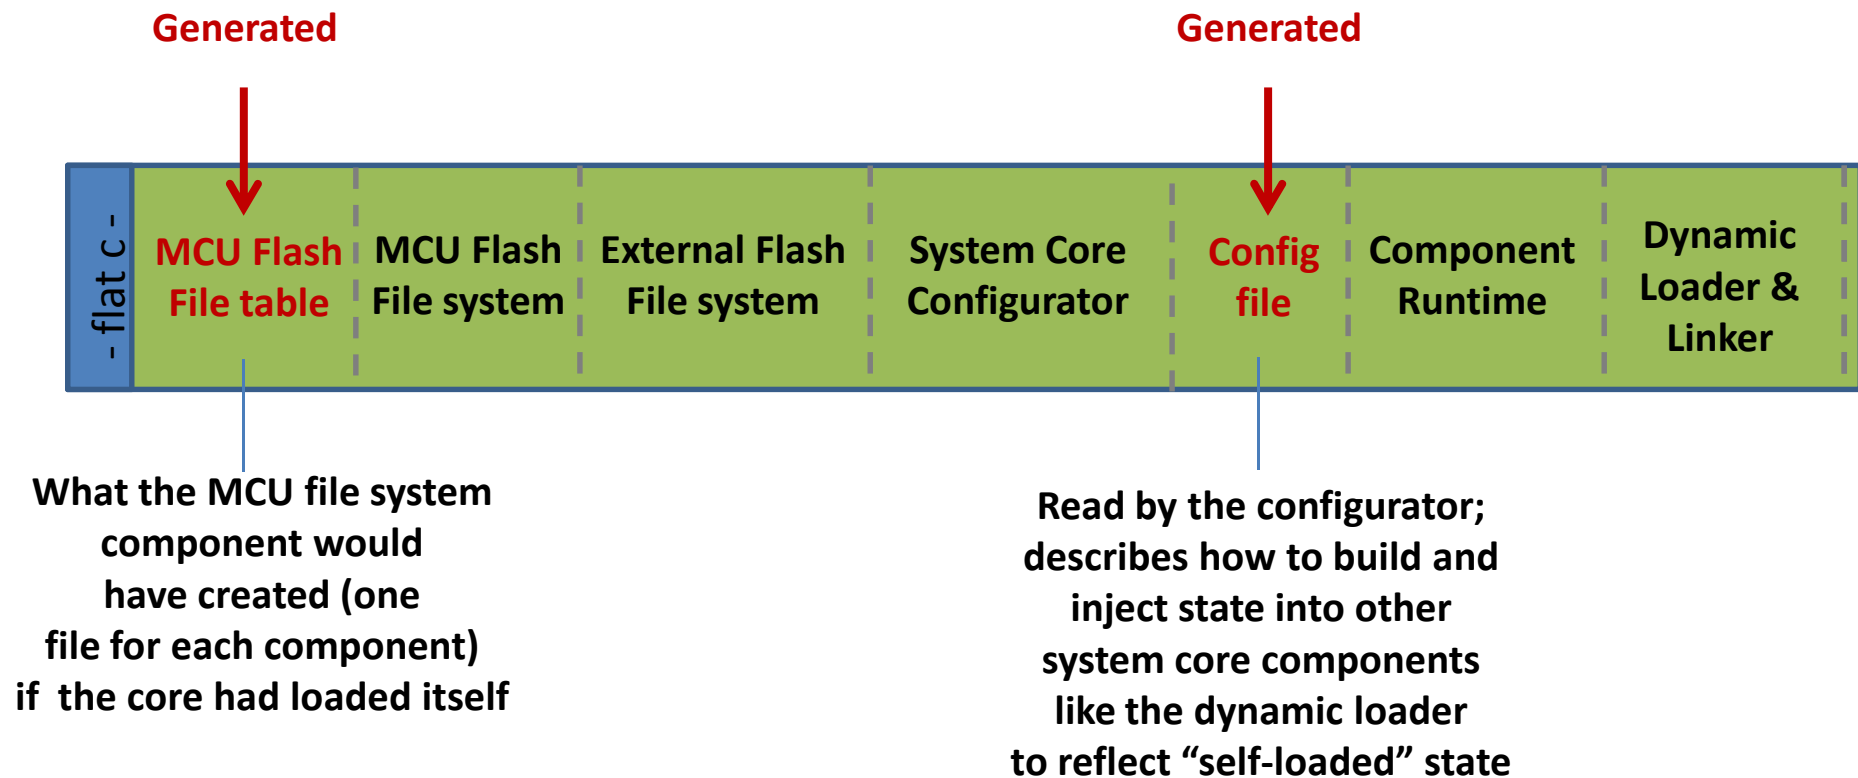 Generated
Generated
- flat c -
MCU Flash
File table
MCU Flash
File system
External Flash
File system
System Core
Configurator
Config
file
Component
Runtime
Dynamic
Loader &
Linker
What the MCU file system
component would
have created (one
file for each component)
if the core had loaded itself
Read by the configurator;
describes how to build and
inject state into other
system core components
like the dynamic loader
to reflect “self-loaded” state